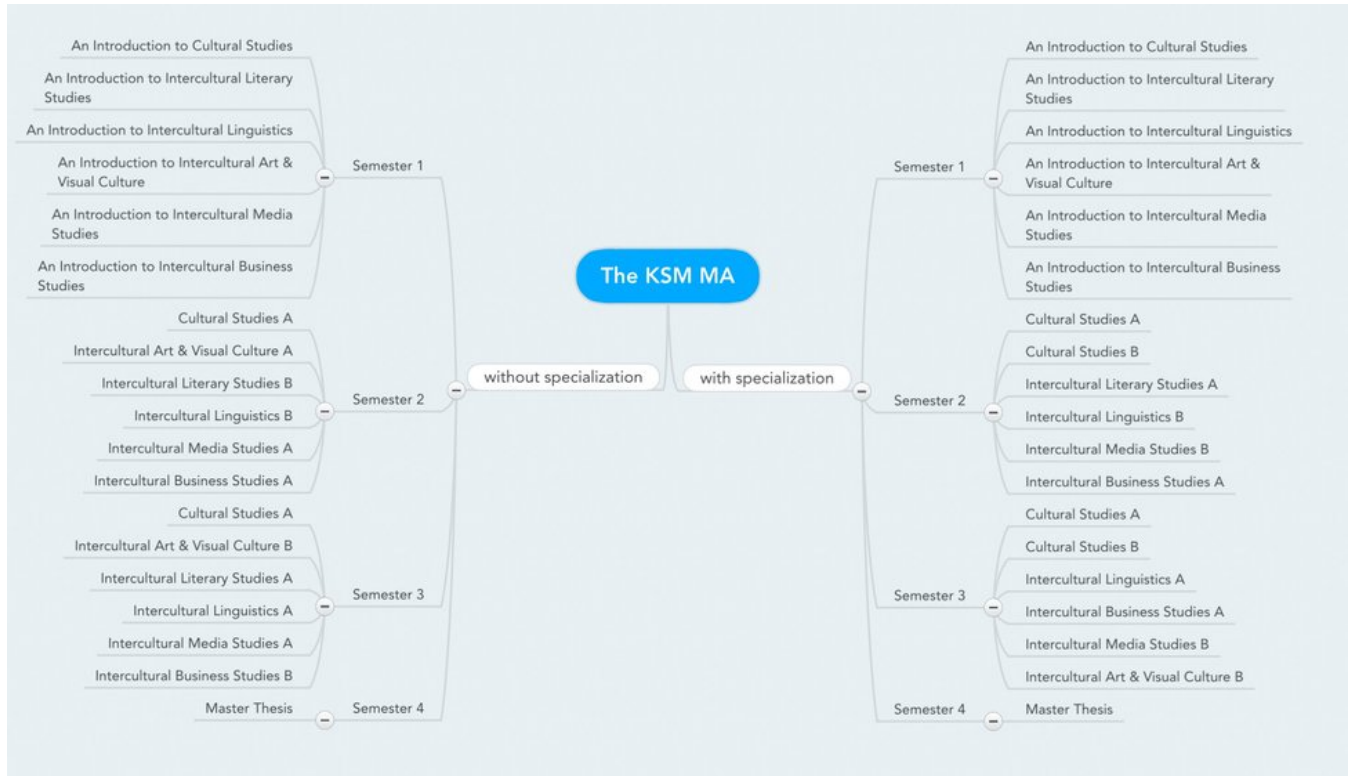 The KSM MA
without specialization
Semester 1
An Introduction to Cultural Studies
An Introduction to Intercultural Literary
Studies
An Introduction to Intercultural Linguistics
An Introduction to Intercultural Art &
Visual Culture
An Introduction to Intercultural Media
Studies
An Introduction to Intercultural Business
Studies
Semester 2
Cultural Studies A
Intercultural Art & Visual Culture A
Intercultural Literary Studies B
Intercultural Linguistics B
Intercultural Media Studies A
Intercultural Business Studies A
Semester 3
Cultural Studies A
Intercultural Art & Visual Culture B
Intercultural Literary Studies A
Intercultural Linguistics A
Intercultural Media Studies A
Intercultural Business Studies B
Semester 4
Master Thesis
with specialization
Semester 1
An Introduction to Cultural Studies
An Introduction to Intercultural Literary
Studies
An Introduction to Intercultural Linguistics
An Introduction to Intercultural Art &
Visual Culture
An Introduction to Intercultural Media
Studies
An Introduction to Intercultural Business
Studies
Semester 2
Cultural Studies A
Cultural Studies B
Intercultural Literary Studies A
Intercultural Linguistics B
Intercultural Media Studies B
Intercultural Business Studies A
Semester 3
Cultural Studies A
Cultural Studies B
Intercultural Linguistics A
Intercultural Business Studies A
Intercultural Media Studies B
Intercultural Art & Visual Culture B
Semester 4
Master Thesis